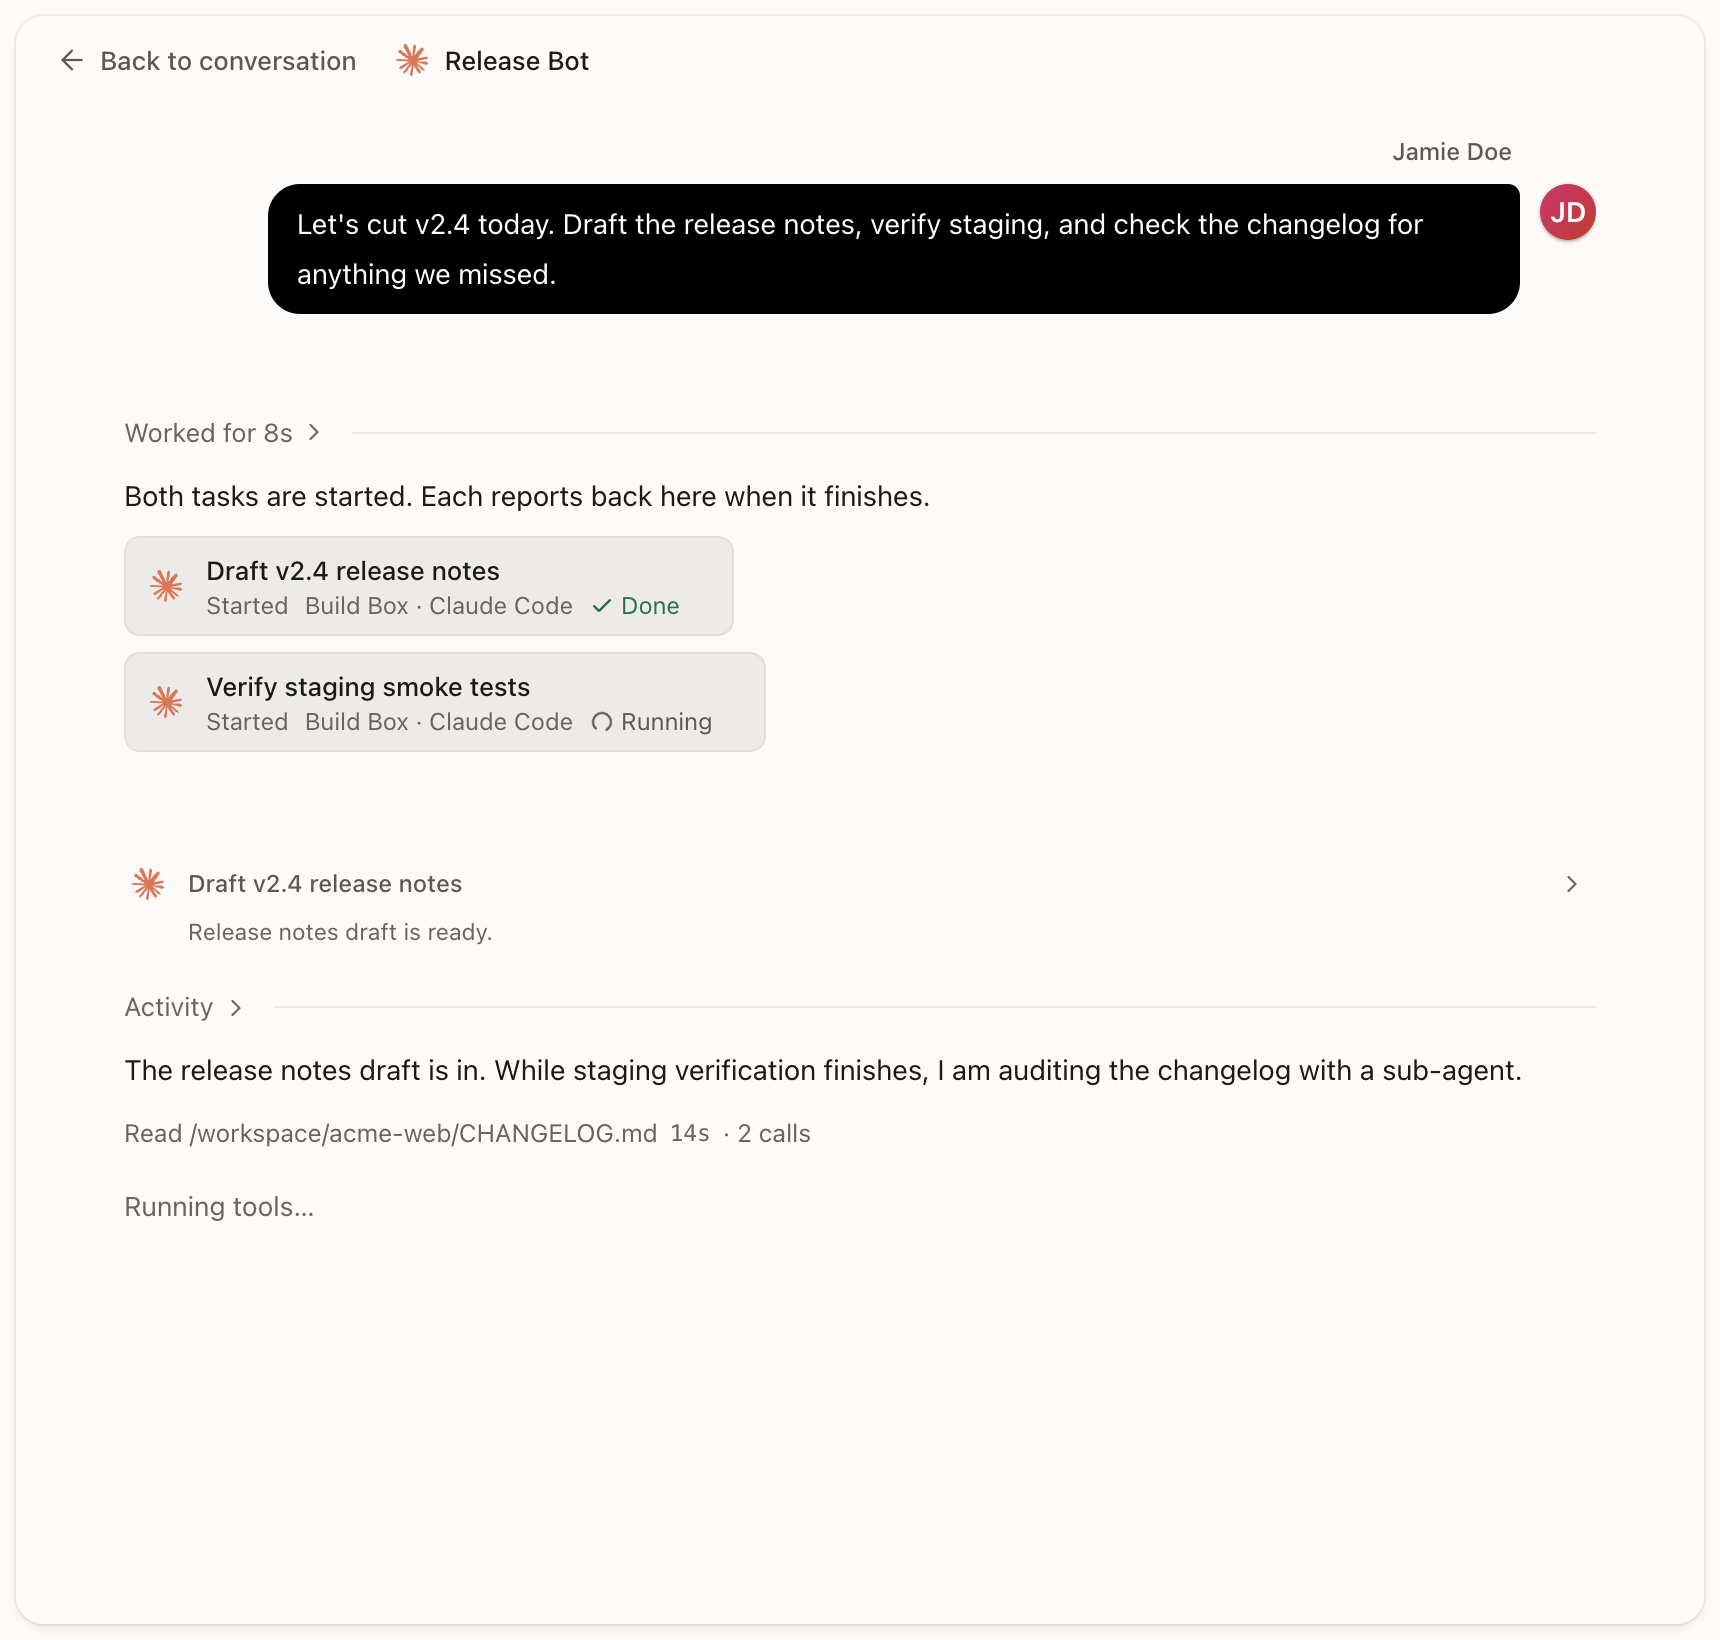 Back to conversation
Release Bot
Jamie Doe
Let's cut v2.4 today. Draft the release notes, verify staging, and check the changelog for
anything we missed.
JD
Worked for 8s
Both tasks are started. Each reports back here when it finishes.
Draft v2.4 release notes
Started Build Box · Claude Code Done
Verify staging smoke tests
Started Build Box · Claude Code Running
Draft v2.4 release notes
Release notes draft is ready.
Activity
The release notes draft is in. While staging verification finishes, I am auditing the changelog with a sub-agent.
Read /workspace/acme-web/CHANGELOG.md 14s · 2 calls
Running tools...